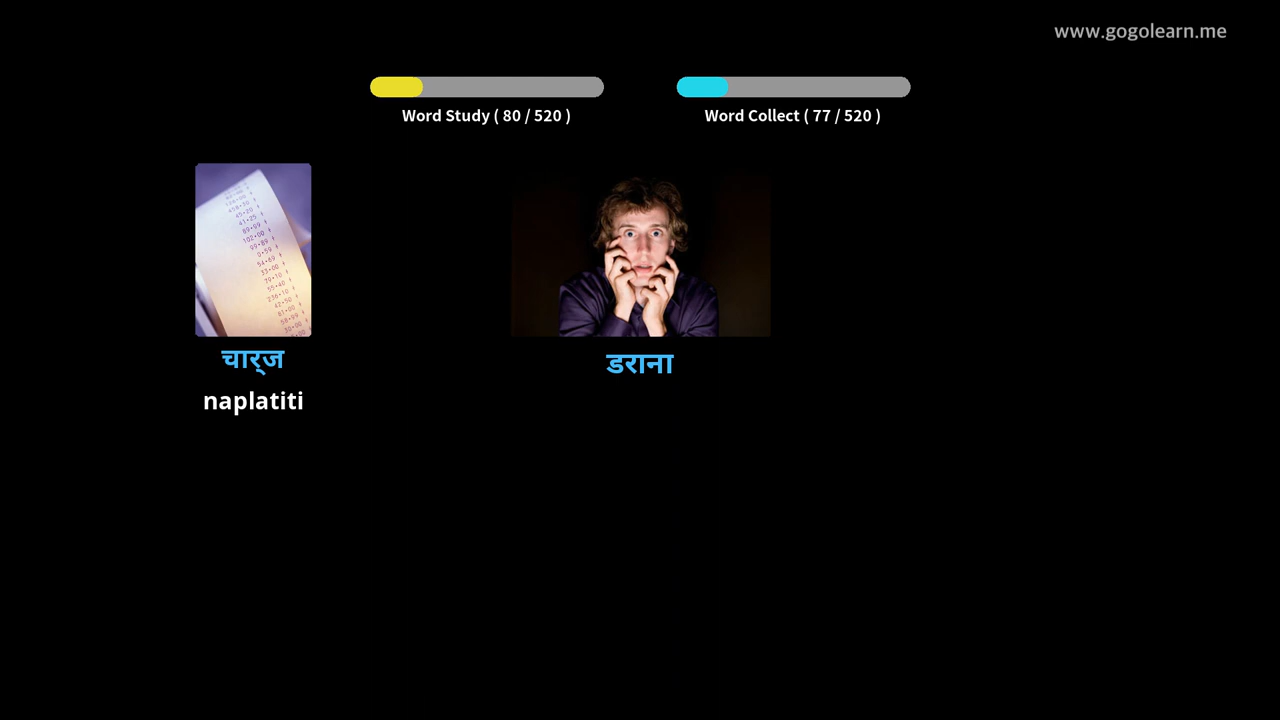 www.gogolearn.me
Word Study ( 80 / 520 )
Word Collect ( 77 / 520 )
चार्‌ज
naplatiti
डराना